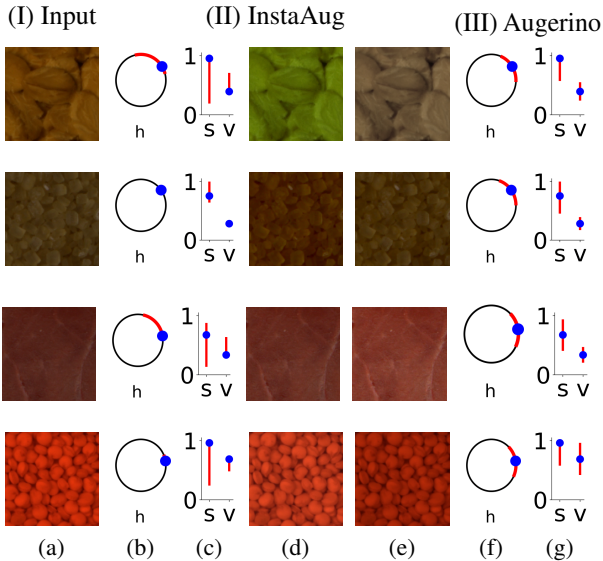 (I) Input (II) InstaAug (III) Augerino
h 1 0 S V h 1 0 S V
h 1 0 S V h 1 0 S V
h 1 0 S V h 1 0 S V
h 1 0 S V h 1 0 S V
(a) (b) (c) (d) (e) (f) (g)